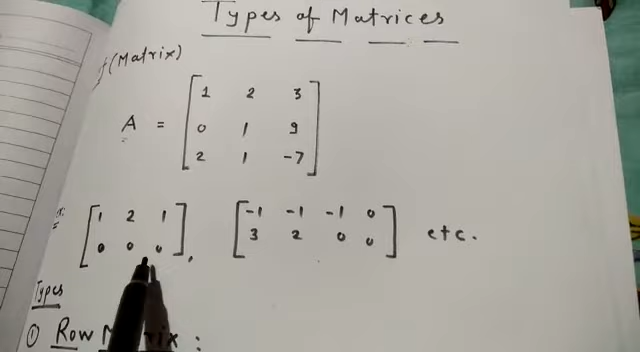 Types of Matrices
(Matrix)
A = [1 2 3
0 1 9
2 1 -7]
[1 2 1
0 0 0], [-1 -1 -1 0
3 2 0 0] etc.
Types
① Row Matrix :